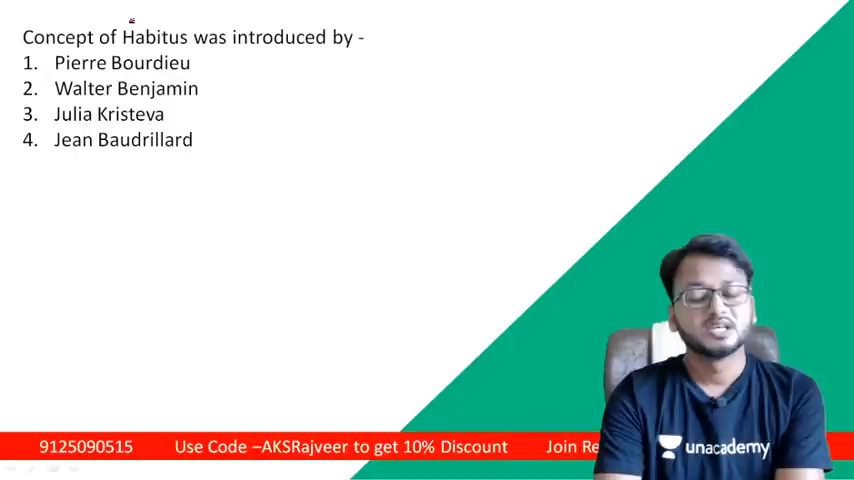 Concept of Habitus was introduced by -
1. Pierre Bourdieu
2. Walter Benjamin
3. Julia Kristeva
4. Jean Baudrillard
unacademy
9125090515 Use Code –AKSRajveer to get 10% Discount Join